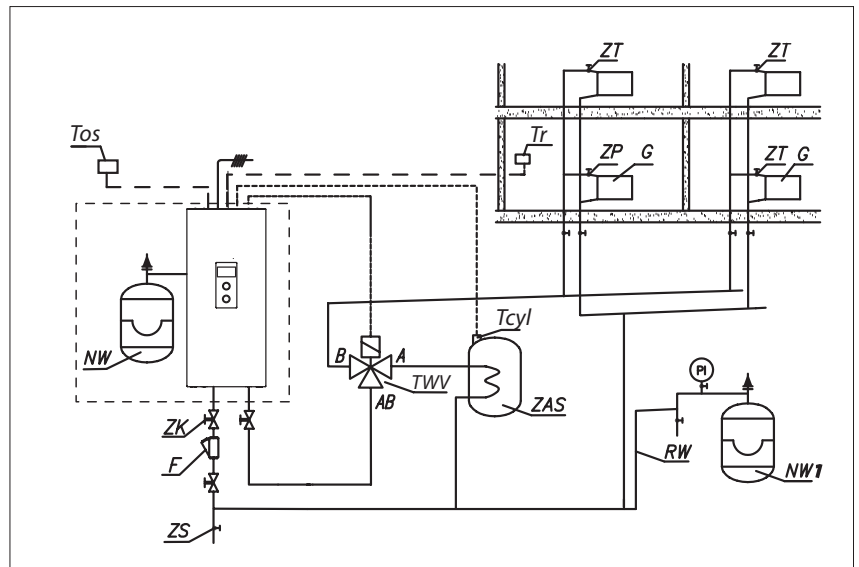 ZT ZT
Tos
Tr
ZP G ZT G
Tcyl
B A
NW
TWV
AB
ZAS
PI
ZK
F
RW
NW1
ZS